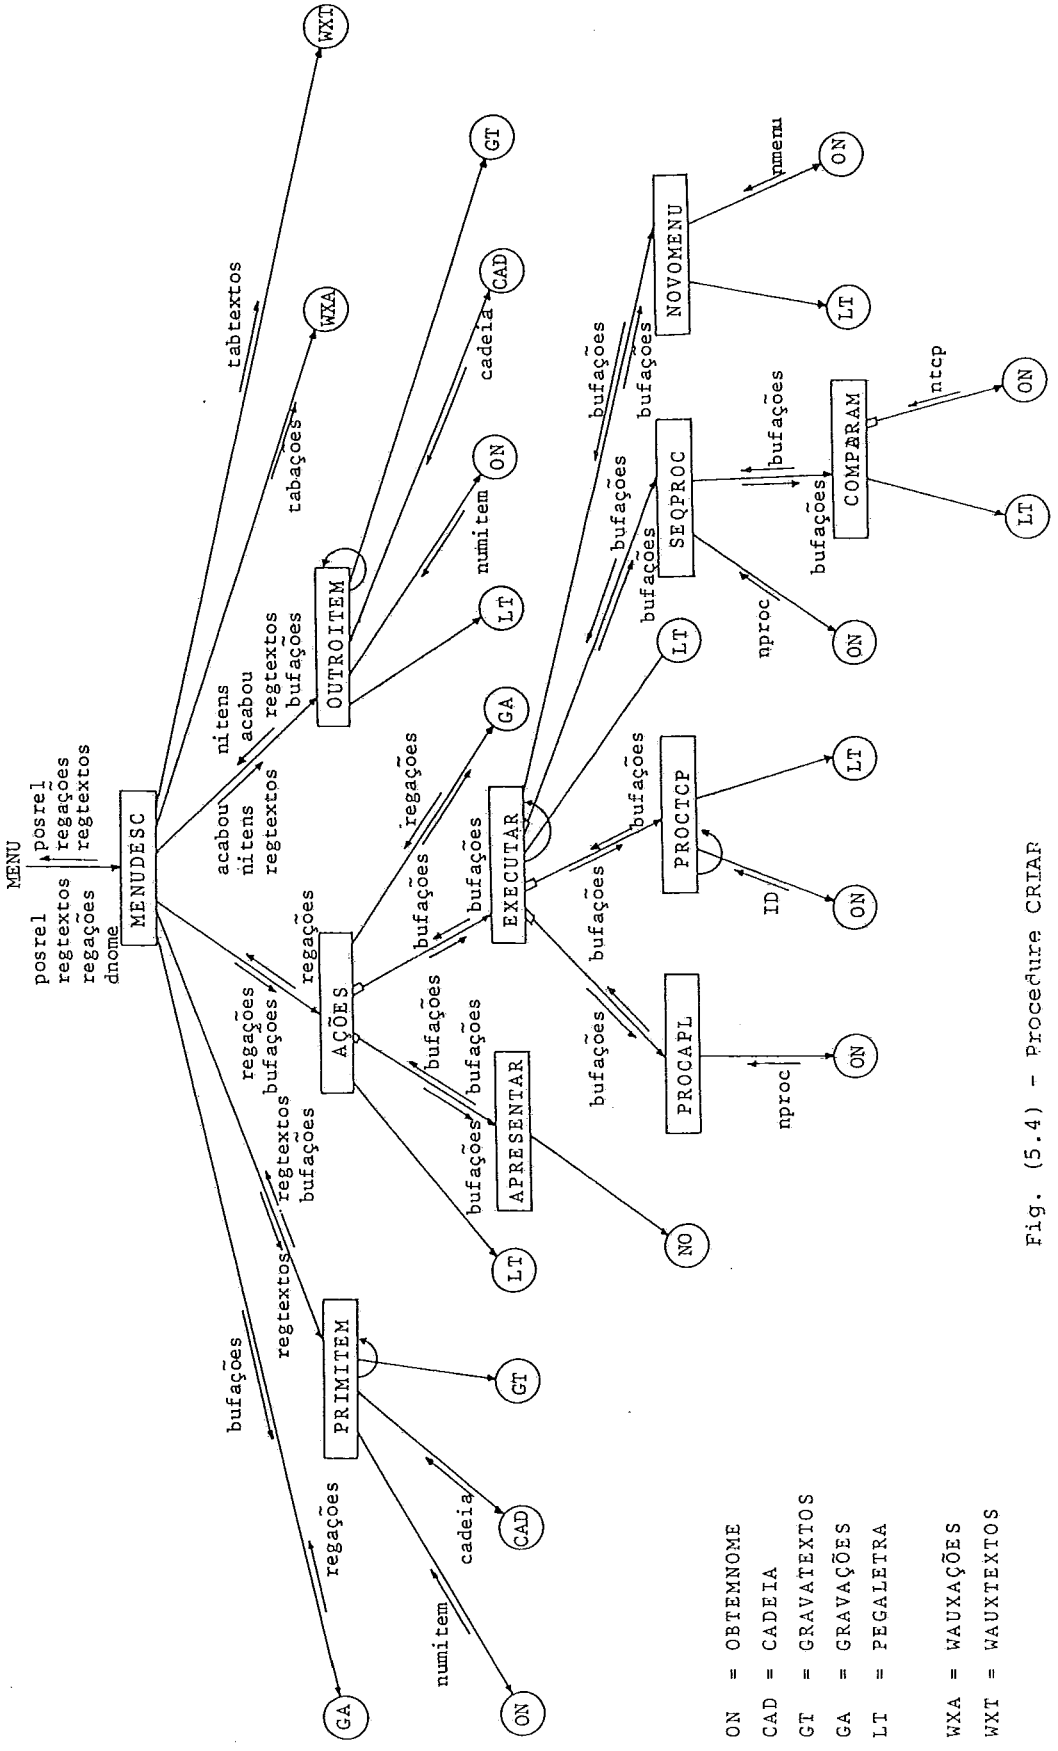 MENU
posrel
regtextos
regações
dnome
posrel
regações
regtextos
MENUDESC
bufações
regações
GA
regtextos
regtextos
bufações
PRIMITEM
numitem
ON
cadeia
CAD
GT
regações
bufações
regações
AÇÕES
LT
bufações
bufações
bufações
APRESENTAR
NO
bufações
bufações
bufações
regações
GA
EXECUTAR
bufações
bufações
PROCAPL
nproc
ON
bufações
PROCTCP
ID
ON
LT
LT
bufações
bufações
SEQPROC
nproc
ON
bufações
bufações
COMPARAM
LT
ntcp
ON
bufações
bufações
NOVOMENU
LT
nmenu
ON
acabou
nitens
regtextos
nitens
acabou
regtextos
bufações
OUTROITEM
LT
numitem
ON
cadeia
CAD
GT
tabações
WXA
tabtextos
WXT
ON = OBTEMNOME
CAD = CADEIA
GT = GRAVATEXTOS
GA = GRAVAÇÕES
LT = PEGALETRA
WXA = WAUXAÇÕES
WXT = WAUXTEXTOS
Fig. (5.4) - Procedure CRIAR